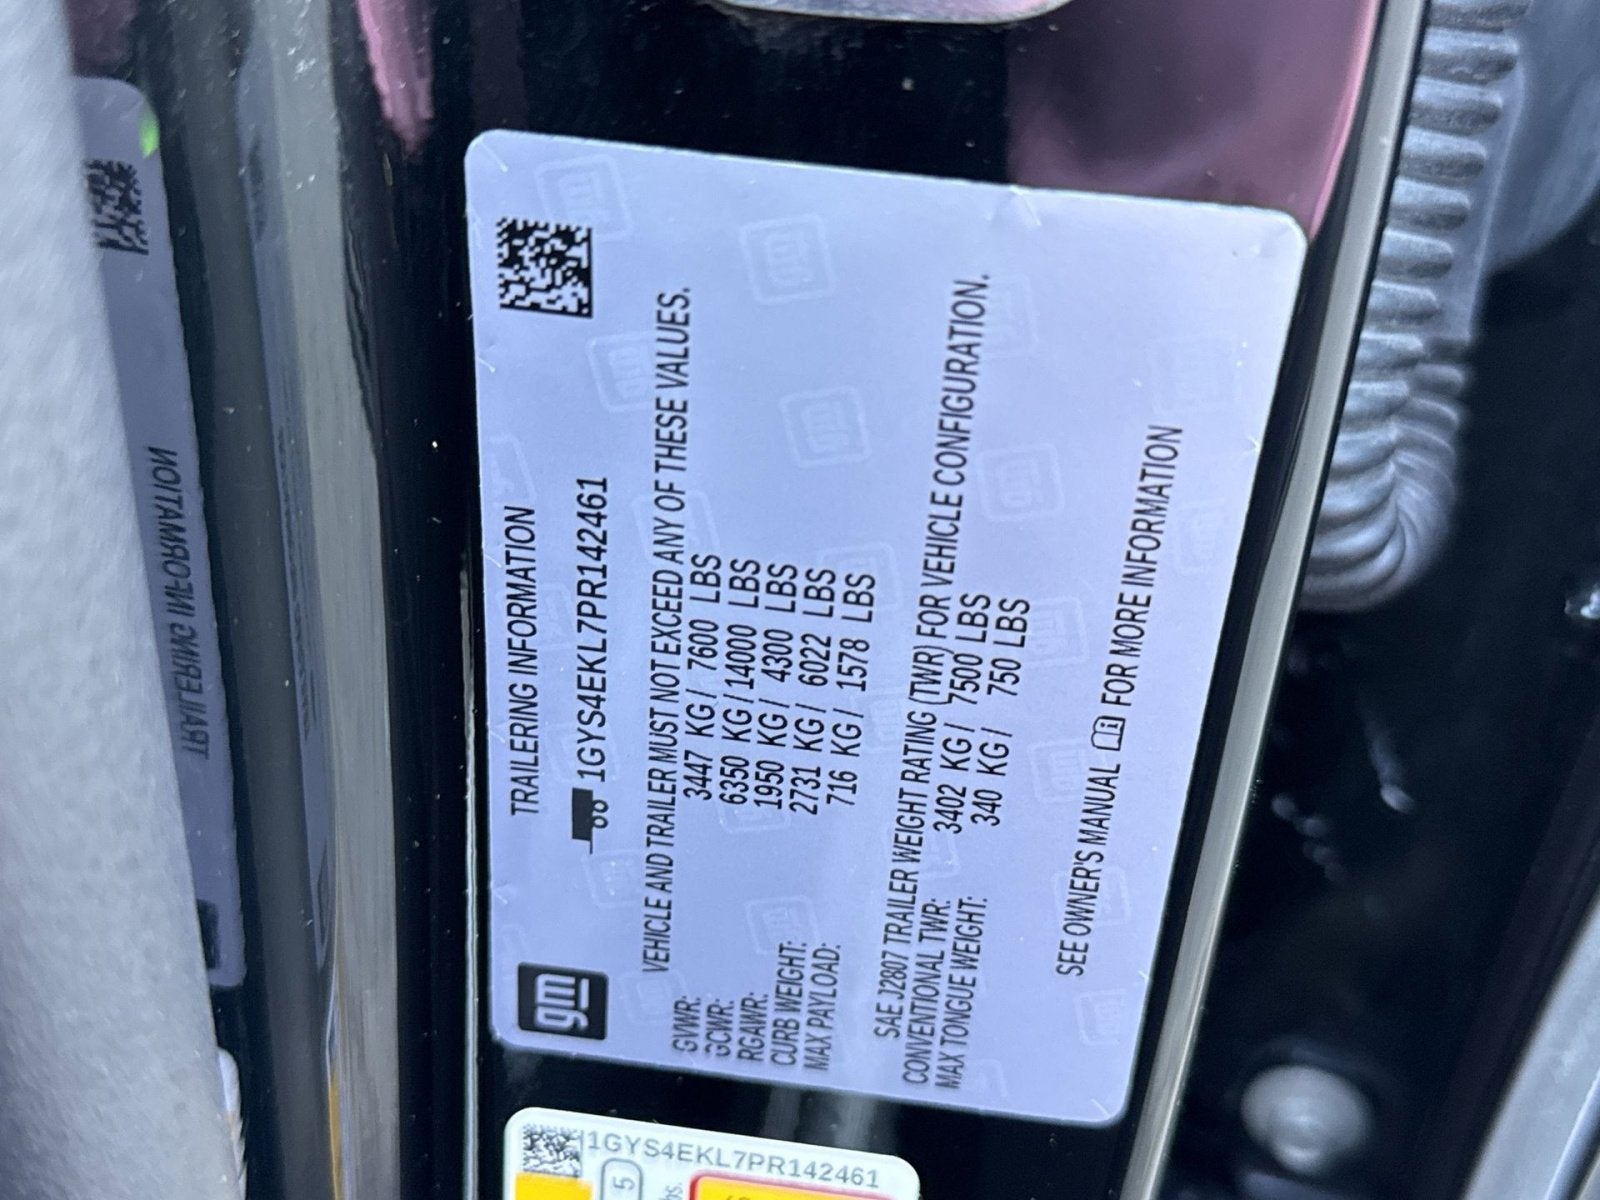 gm
TRAILERING INFORMATION
1GYS4EKL7PR142461
VEHICLE AND TRAILER MUST NOT EXCEED ANY OF THESE VALUES.
GVWR: 3447 KG / 7600 LBS
GCWR: 6350 KG / 14000 LBS
RGAWR: 1950 KG / 4300 LBS
CURB WEIGHT: 2731 KG / 6022 LBS
MAX PAYLOAD: 716 KG / 1578 LBS
SAE J2807 TRAILER WEIGHT RATING (TWR) FOR VEHICLE CONFIGURATION.
CONVENTIONAL TWR: 3402 KG / 7500 LBS
MAX TONGUE WEIGHT: 340 KG / 750 LBS
SEE OWNER'S MANUAL FOR MORE INFORMATION
1GYS4EKL7PR142461
5
TRAILERING INFORMATION